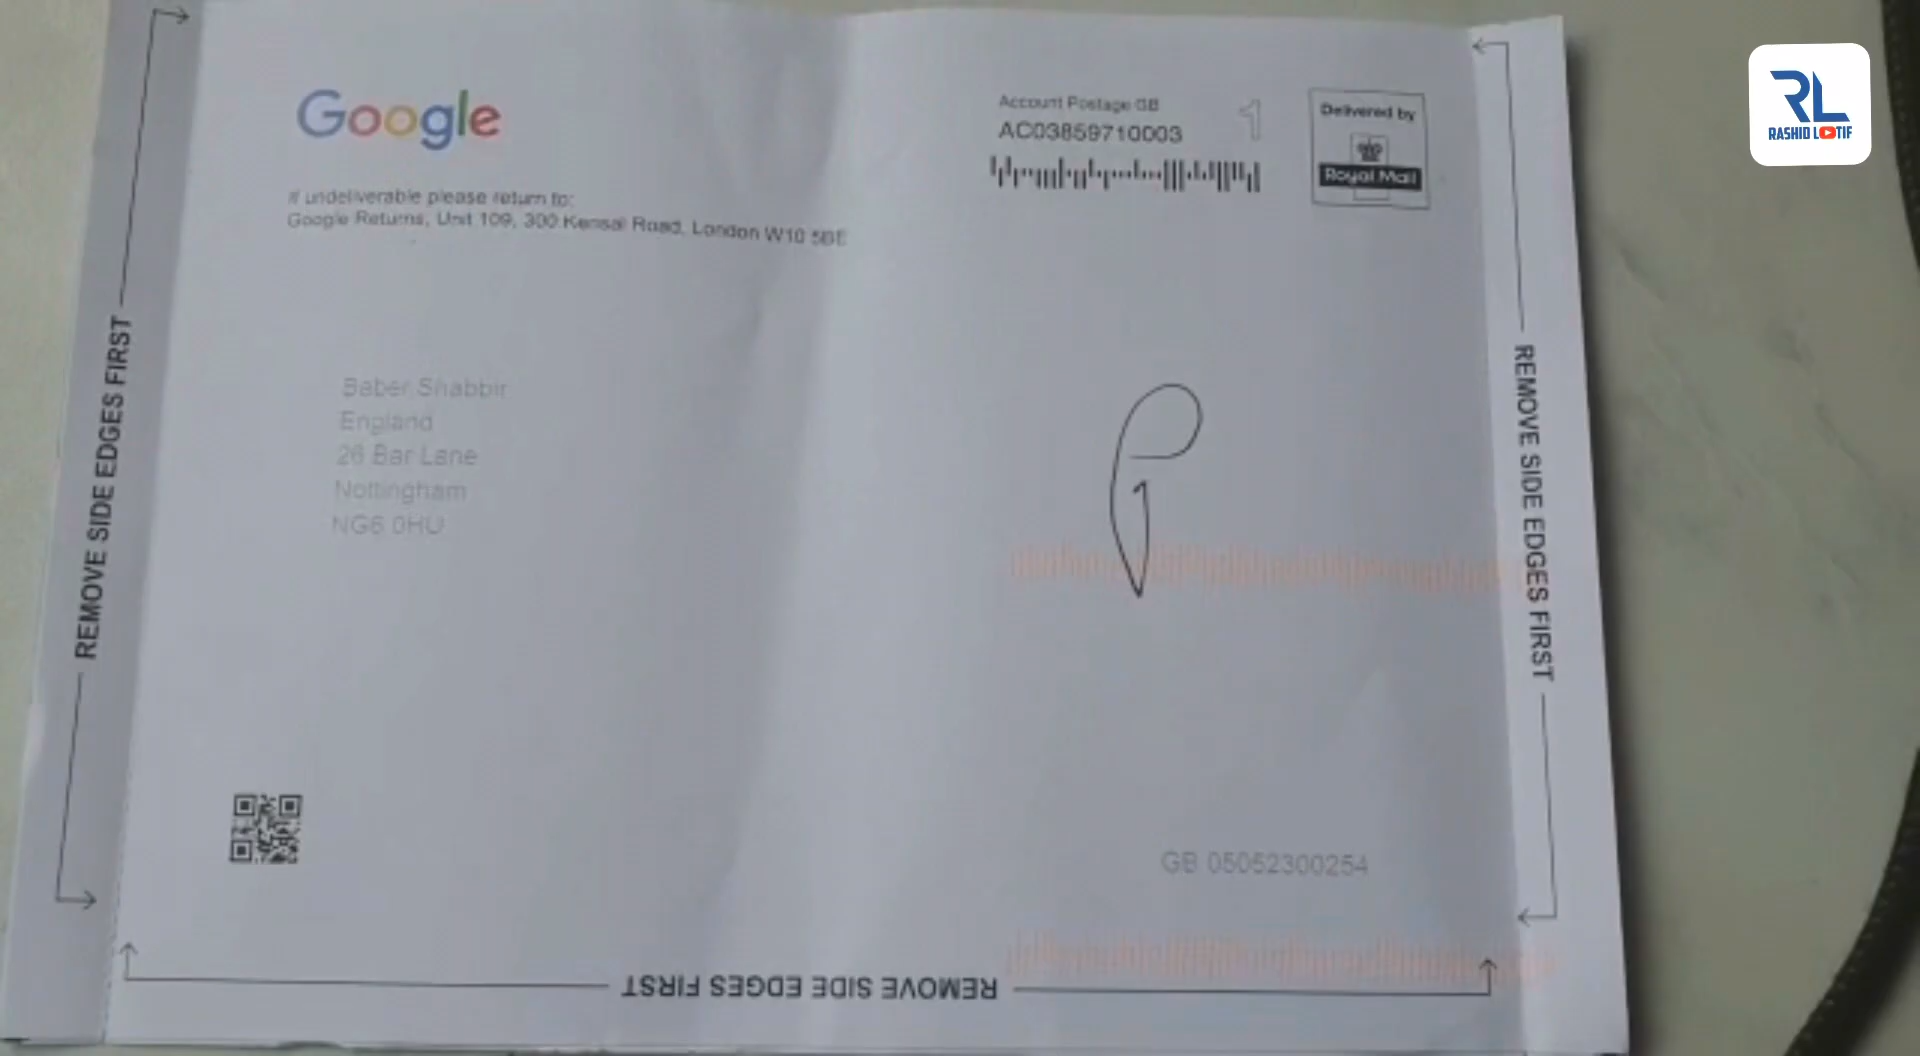 Google
If undeliverable please return to:
Google Returns, Unit 109, 300 Kensal Road, London W10 5BE
Account Postage GB
AC03859710003
1
Delivered by
Royal Mail
Baber Shabbir
England
26 Bar Lane
Nottingham
NG6 0HU
GB 05052300254
REMOVE SIDE EDGES FIRST
REMOVE SIDE EDGES FIRST
REMOVE SIDE EDGES FIRST
RL
RASHID LATIF